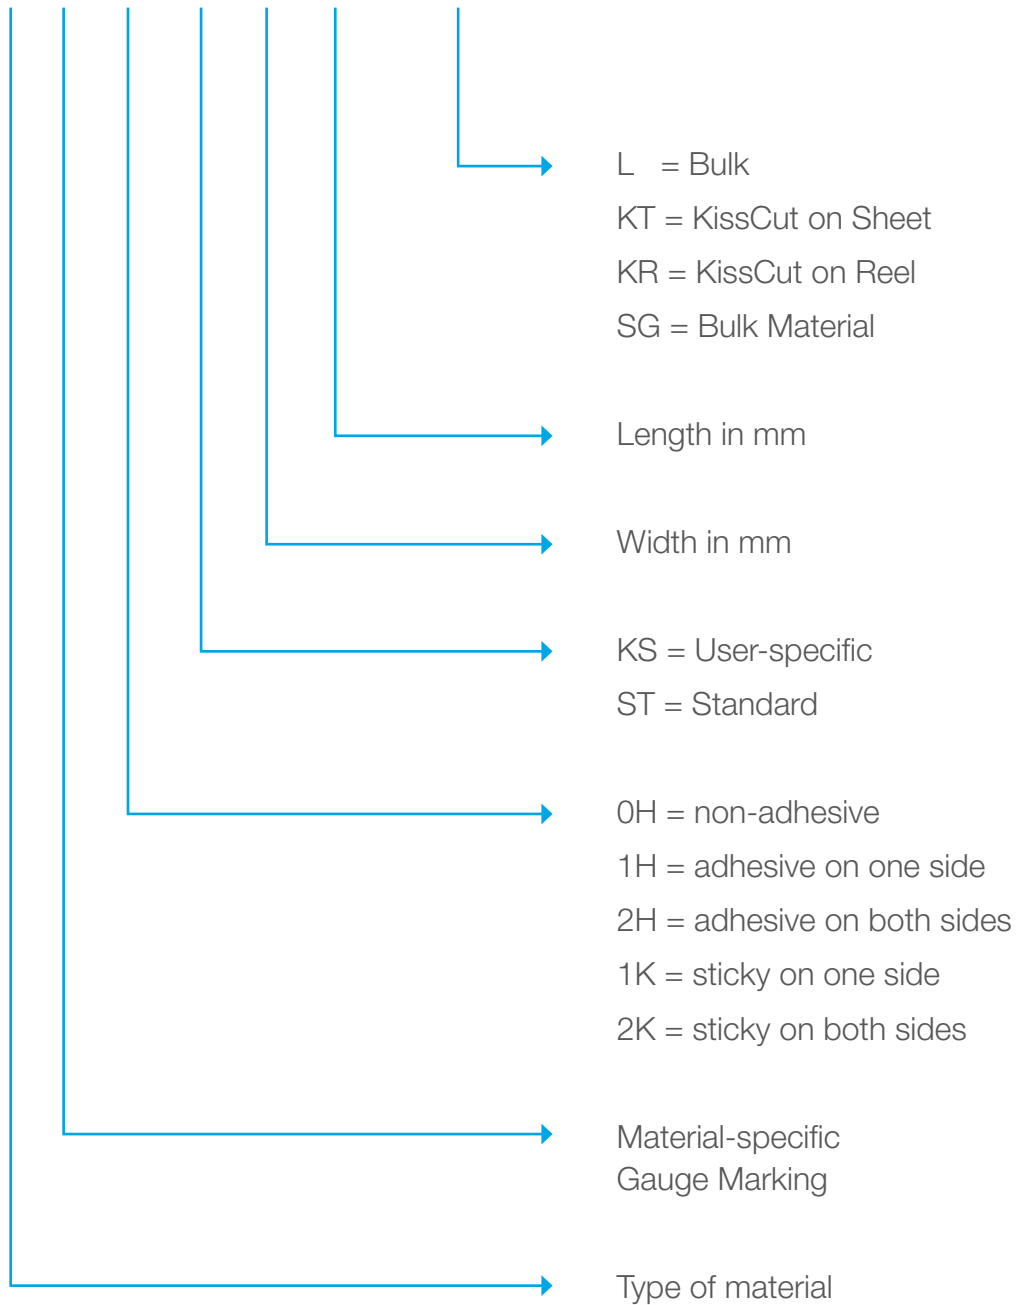 L = Bulk
KT = KissCut on Sheet
KR = KissCut on Reel
SG = Bulk Material
Length in mm
Width in mm
KS = User-specific
ST = Standard
0H = non-adhesive
1H = adhesive on one side
2H = adhesive on both sides
1K = sticky on one side
2K = sticky on both sides
Material-specific
Gauge Marking
Type of material